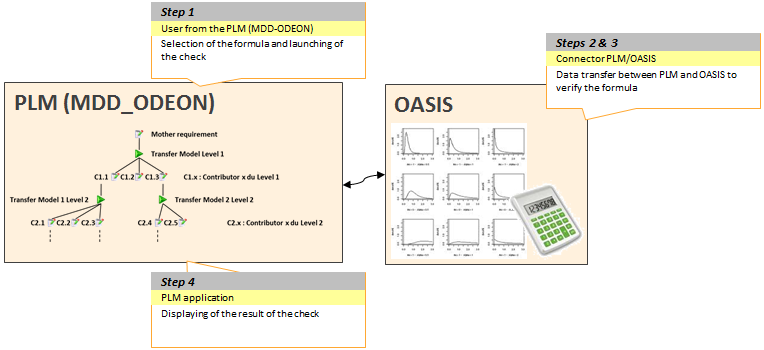 Step 1
User from the PLM (MDD-ODEON)
Selection of the formula and launching of
the check
Steps 2 & 3
Connector PLM/OASIS
Data transfer between PLM and OASIS to
verify the formula
PLM (MDD_ODEON)
Mother requirement
Transfer Model Level 1
C1.1 C1.2 C1.3 C1.x : Contributor x du Level 1
Transfer Model 1 Level 2 Transfer Model 2 Level 2
C2.1 C2.2 C2.3 C2.4 C2.5 C2.x : Contributor x du Level 2
OASIS
Step 4
PLM application
Displaying of the result of the check